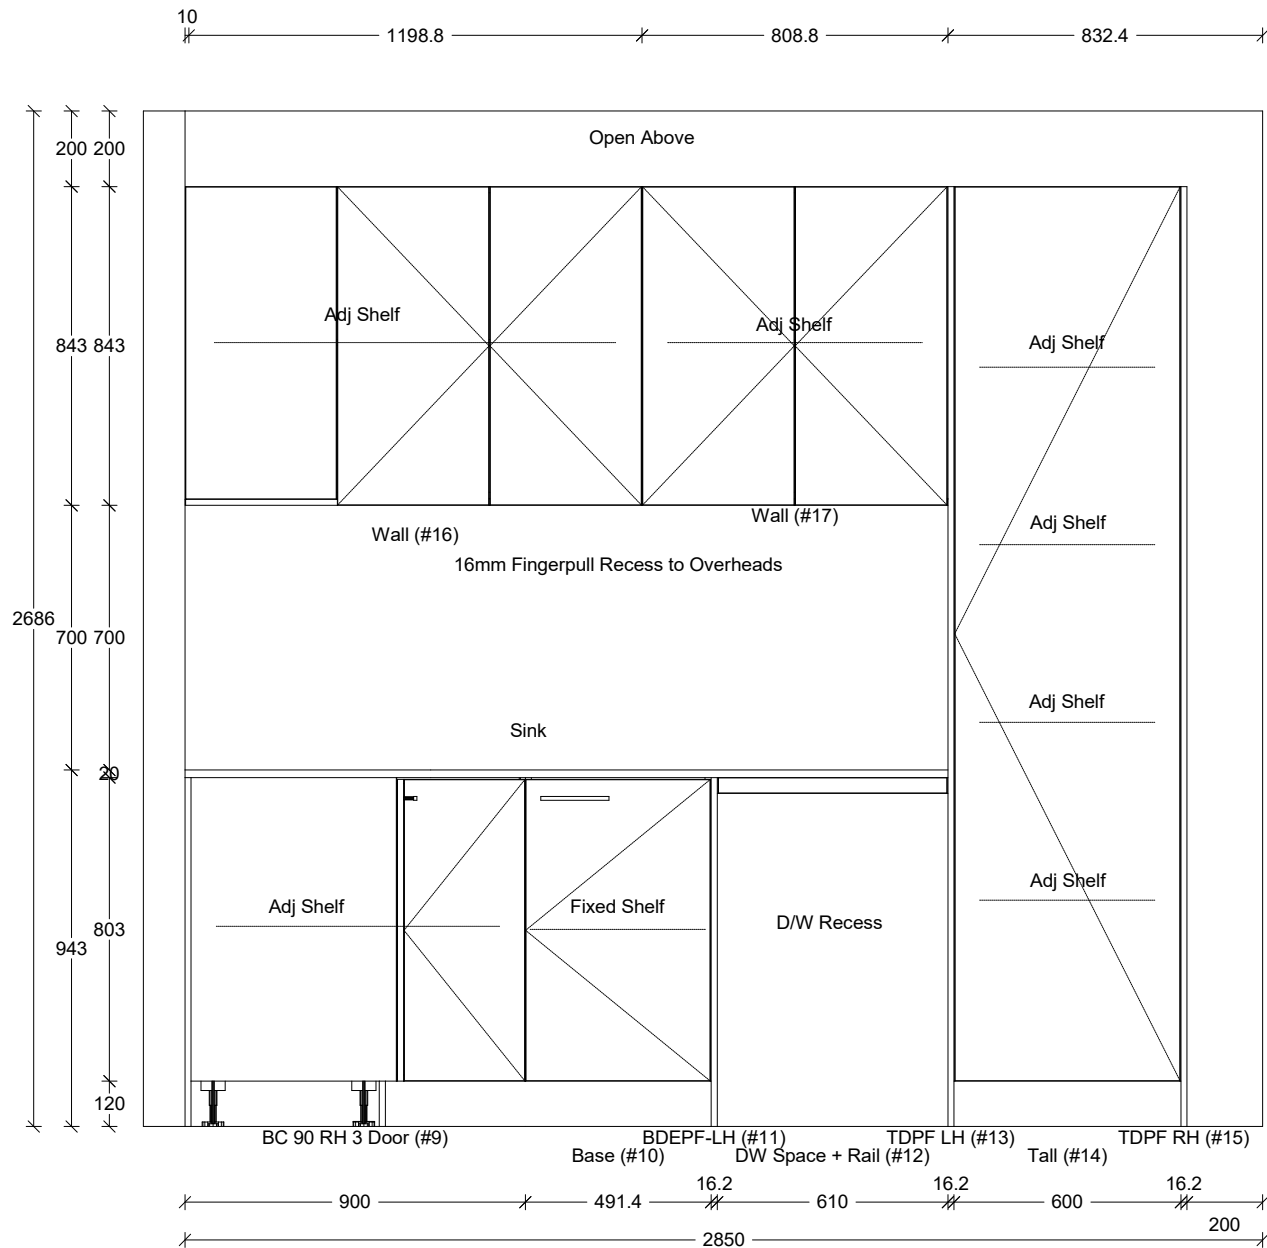 10
1198.8 808.8 832.4
200 200
Open Above
Adj Shelf
Adj Shelf
843 843
Adj Shelf
Wall (#17)
Wall (#16)
Adj Shelf
16mm Fingerpull Recess to Overheads
2686
700 700
Adj Shelf
Sink
20
Adj Shelf
Adj Shelf
Fixed Shelf
D/W Recess
803
943
120
BC 90 RH 3 Door (#9) BDEPF-LH (#11) TDPF LH (#13) TDPF RH (#15)
Base (#10) DW Space + Rail (#12) Tall (#14)
16.2 16.2 16.2
900 491.4 610 600
200
2850